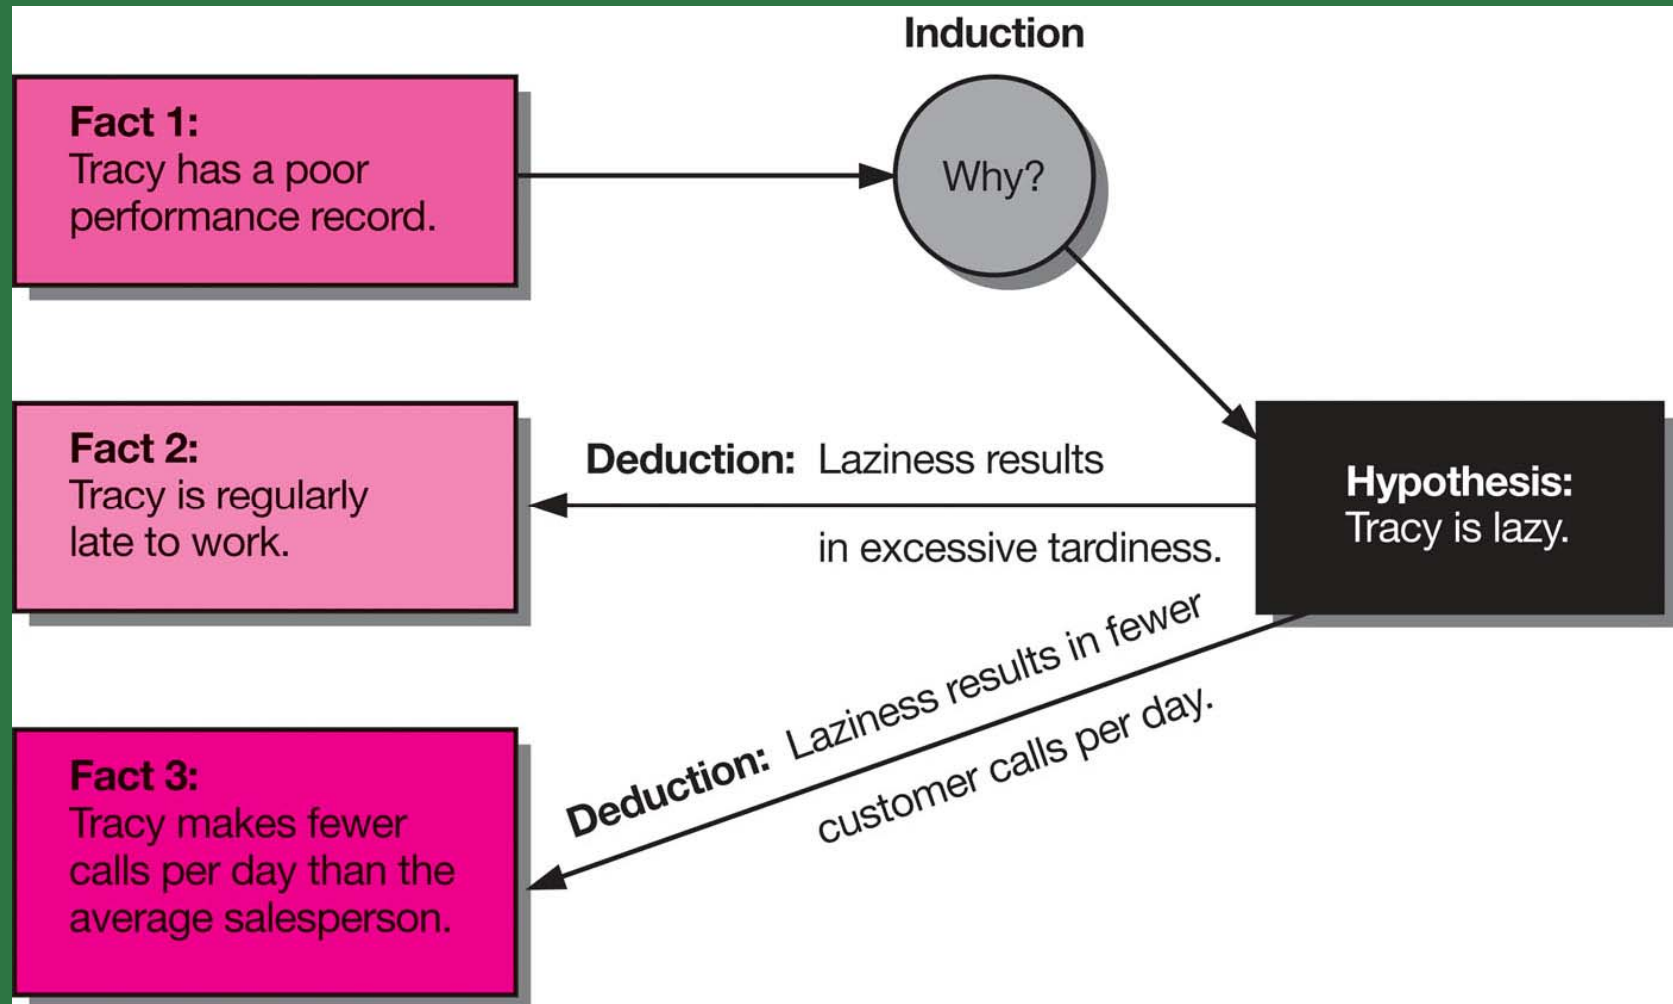 Induction
Fact 1:
Tracy has a poor
performance record.
Why?
Fact 2:
Tracy is regularly
late to work.
Deduction: Laziness results
in excessive tardiness.
Hypothesis:
Tracy is lazy.
Deduction: Laziness results in fewer
customer calls per day.
Fact 3:
Tracy makes fewer
calls per day than the
average salesperson.